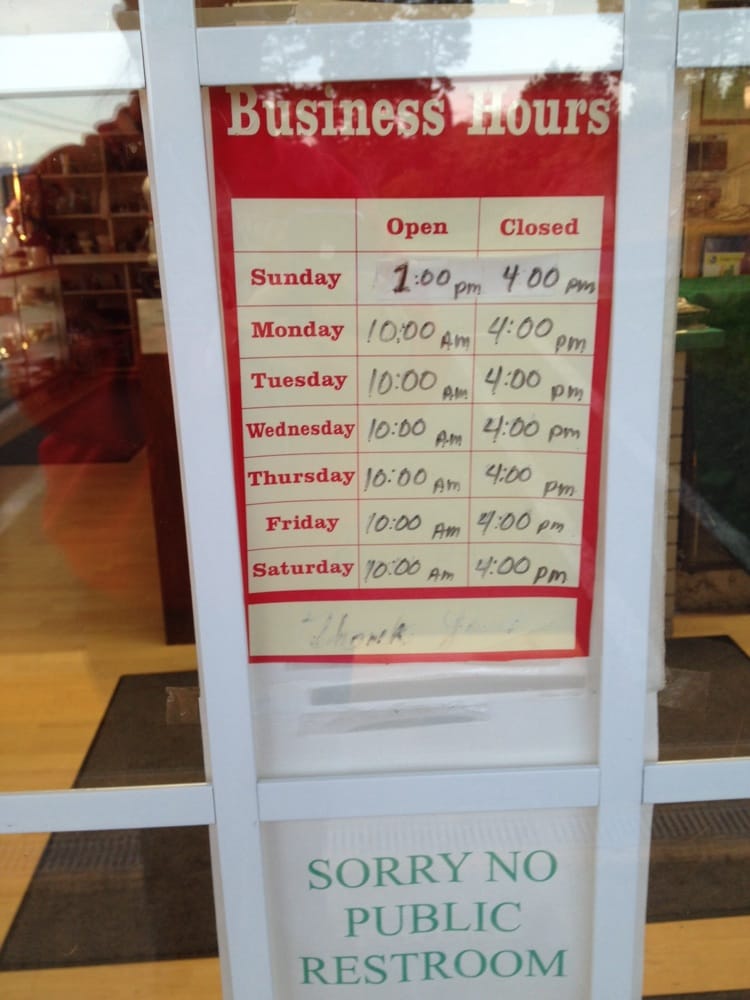 Business Hours
Open Closed
Sunday 1:00 pm 4:00 pm
Monday 10:00 Am 4:00 pm
Tuesday 10:00 Am 4:00 pm
Wednesday 10:00 Am 4:00 pm
Thursday 10:00 Am 4:00 pm
Friday 10:00 Am 4:00 pm
Saturday 10:00 Am 4:00 pm
Thank You
SORRY NO
PUBLIC
RESTROOM